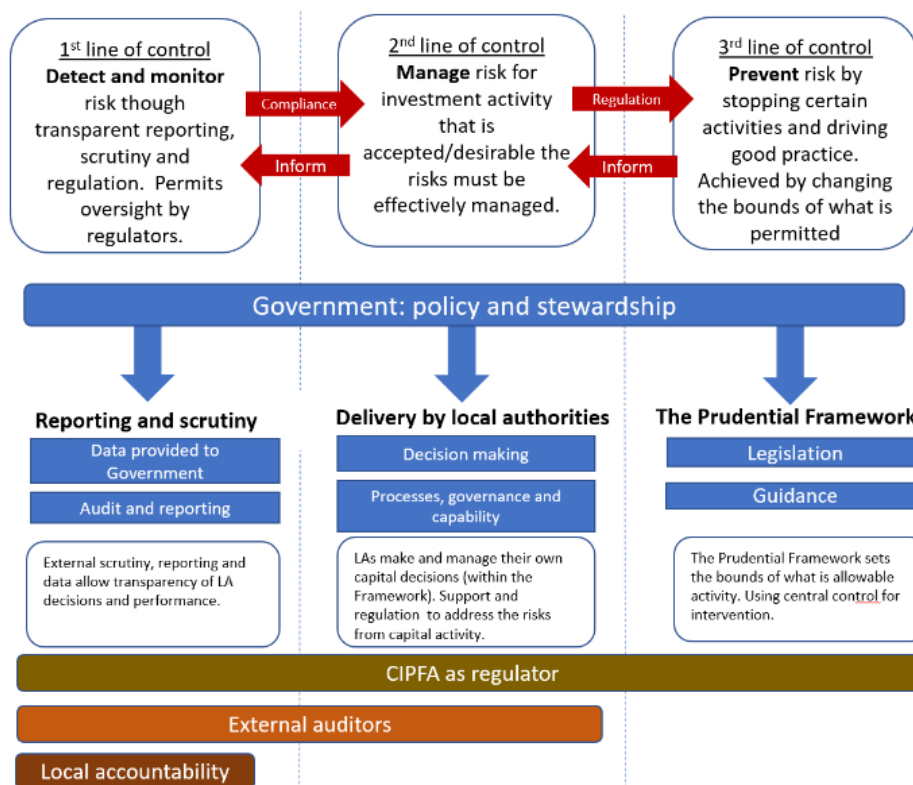 1st line of control
Detect and monitor
risk though
transparent reporting,
scrutiny and
regulation. Permits
oversight by
regulators.
Compliance
Inform
2nd line of control
Manage risk for
investment activity
that is
accepted/desirable the
risks must be
effectively managed.
Regulation
Inform
3rd line of control
Prevent risk by
stopping certain
activities and driving
good practice.
Achieved by changing
the bounds of what is
permitted
Government: policy and stewardship
Reporting and scrutiny
Data provided to
Government
Audit and reporting
External scrutiny, reporting and
data allow transparency of LA
decisions and performance.
Delivery by local authorities
Decision making
Processes, governance and
capability
LAs make and manage their own
capital decisions (within the
Framework). Support and
regulation to address the risks
from capital activity.
The Prudential Framework
Legislation
Guidance
The Prudential Framework sets
the bounds of what is allowable
activity. Using central control for
intervention.
CIPFA as regulator
External auditors
Local accountability